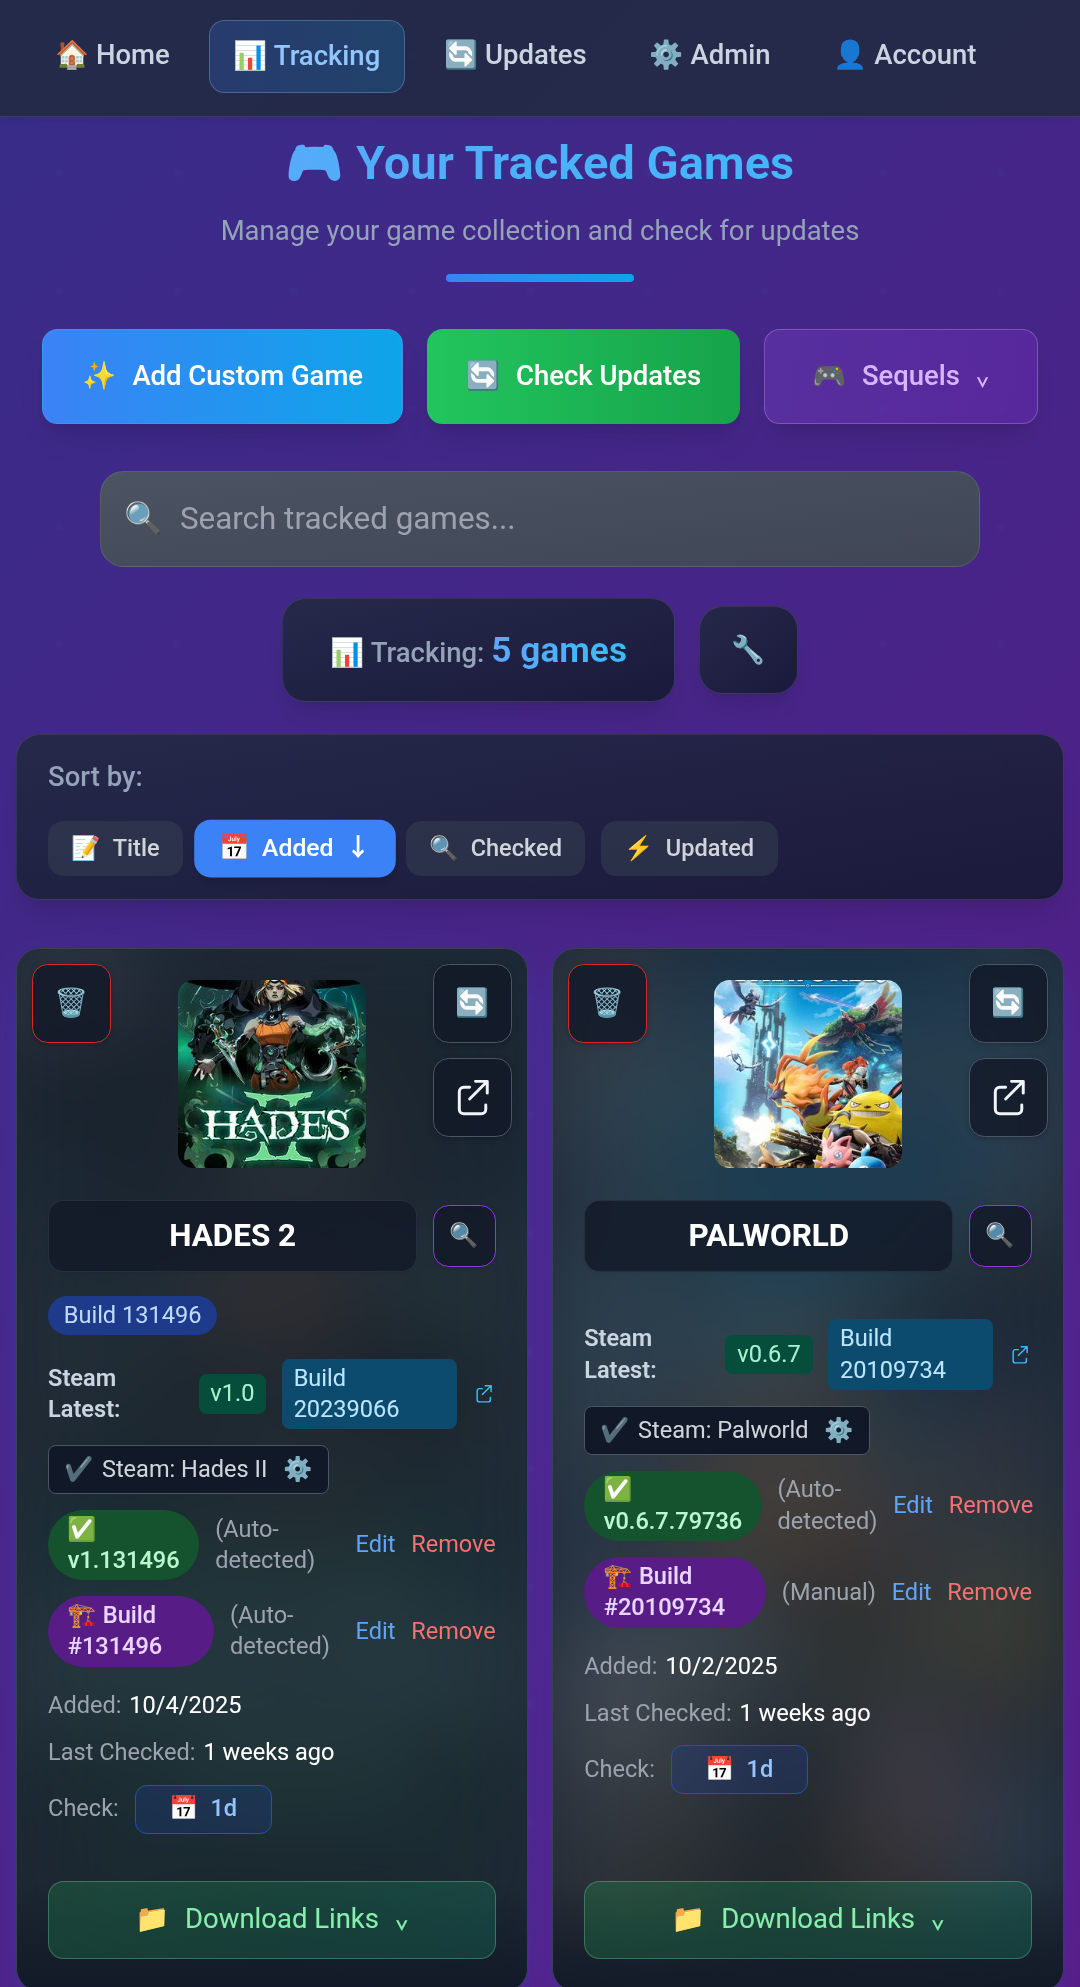 🏠 Home
📊 Tracking
🔄 Updates
⚙️ Admin
👤 Account
🎮 Your Tracked Games
Manage your game collection and check for updates
✨ Add Custom Game
🔄 Check Updates
🎮 Sequels
🔍 Search tracked games...
📊 Tracking: 5 games
🔧
Sort by:
📝 Title
📅 Added ↓
🔍 Checked
⚡ Updated
HADES
II
HADES 2
Build 131496
Steam
Latest:
v1.0
Build
20239066
✔️ Steam: Hades II ⚙️
✅
v1.131496
(Auto-
detected)
Edit Remove
🏗️ Build
#131496
(Auto-
detected)
Edit Remove
Added: 10/4/2025
Last Checked: 1 weeks ago
Check: 📅 1d
📁 Download Links
PALWORLD
Steam
Latest:
v0.6.7
Build
20109734
✔️ Steam: Palworld ⚙️
✅
v0.6.7.79736
(Auto-
detected)
Edit Remove
🏗️ Build
#20109734
(Manual)
Edit Remove
Added: 10/2/2025
Last Checked: 1 weeks ago
Check: 📅 1d
📁 Download Links